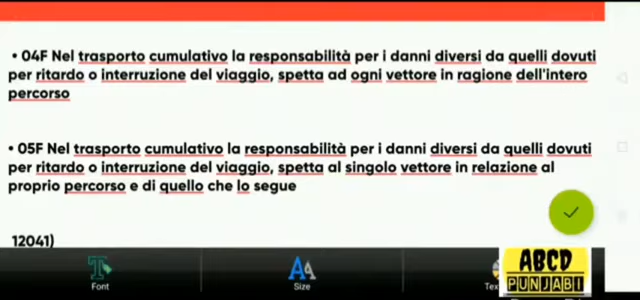 • 04F Nel trasporto cumulativo la responsabilità per i danni diversi da quelli dovuti
per ritardo o interruzione del viaggio, spetta ad ogni vettore in ragione dell'intero
percorso
• 05F Nel trasporto cumulativo la responsabilità per i danni diversi da quelli dovuti
per ritardo o interruzione del viaggio, spetta al singolo vettore in relazione al
proprio percorso e di quello che lo segue
12041)
Font
Size
ABCD
PUNJABI